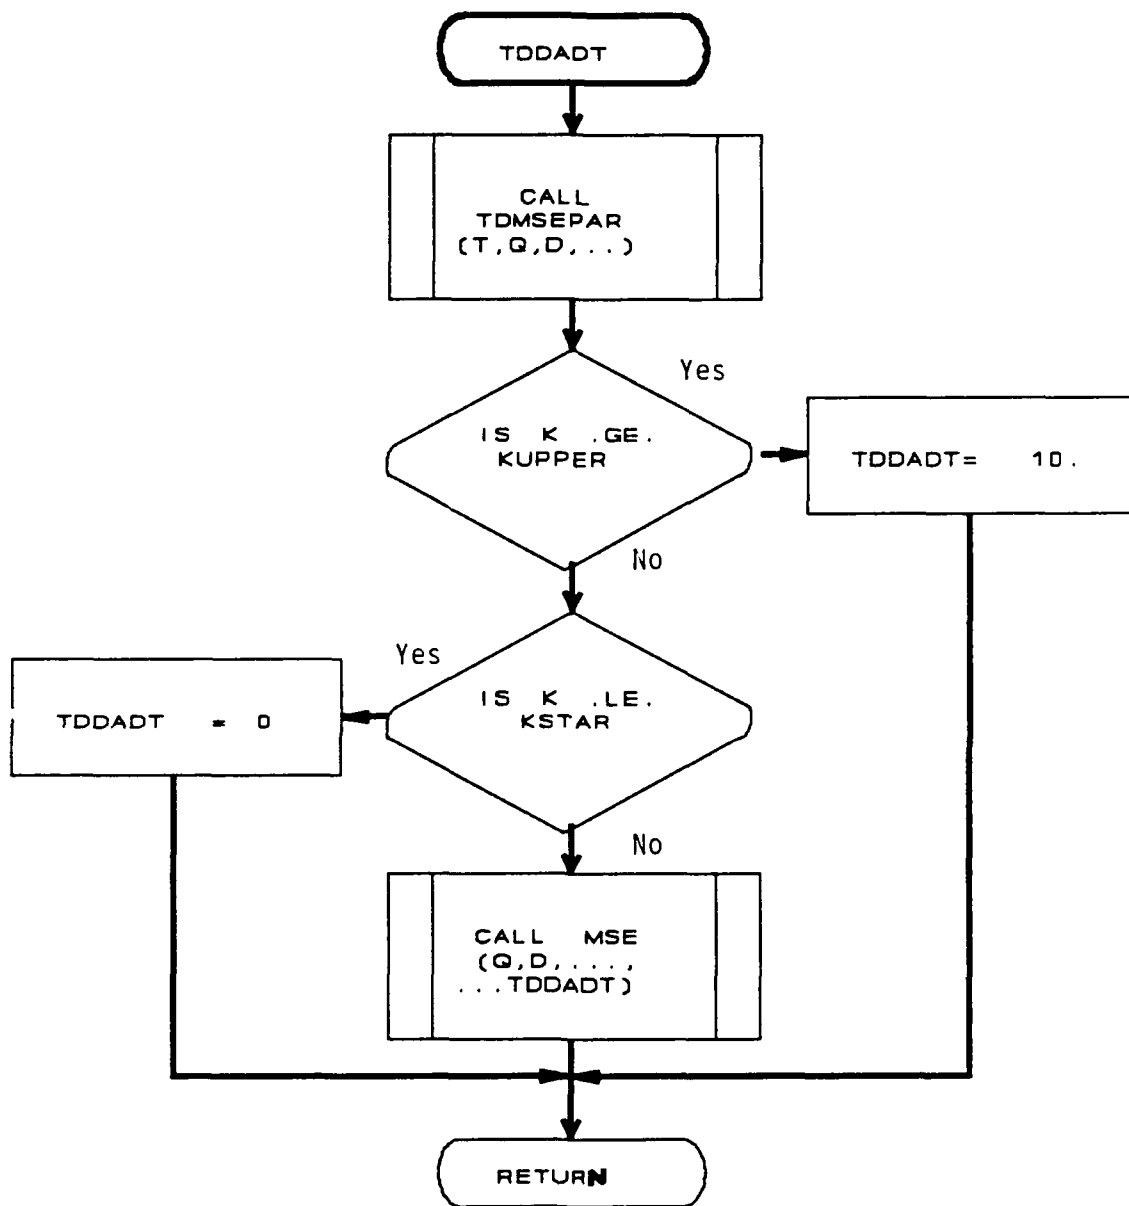 TDDADT
CALL
TDMSEPAR
(T,Q,D,...)
Yes
IS K .GE.
KUPPER
TDDADT= 10.
No
Yes
IS K .LE.
KSTAR
TDDADT = 0
No
CALL MSE
(Q,D,....,
...TDDADT)
RETURN